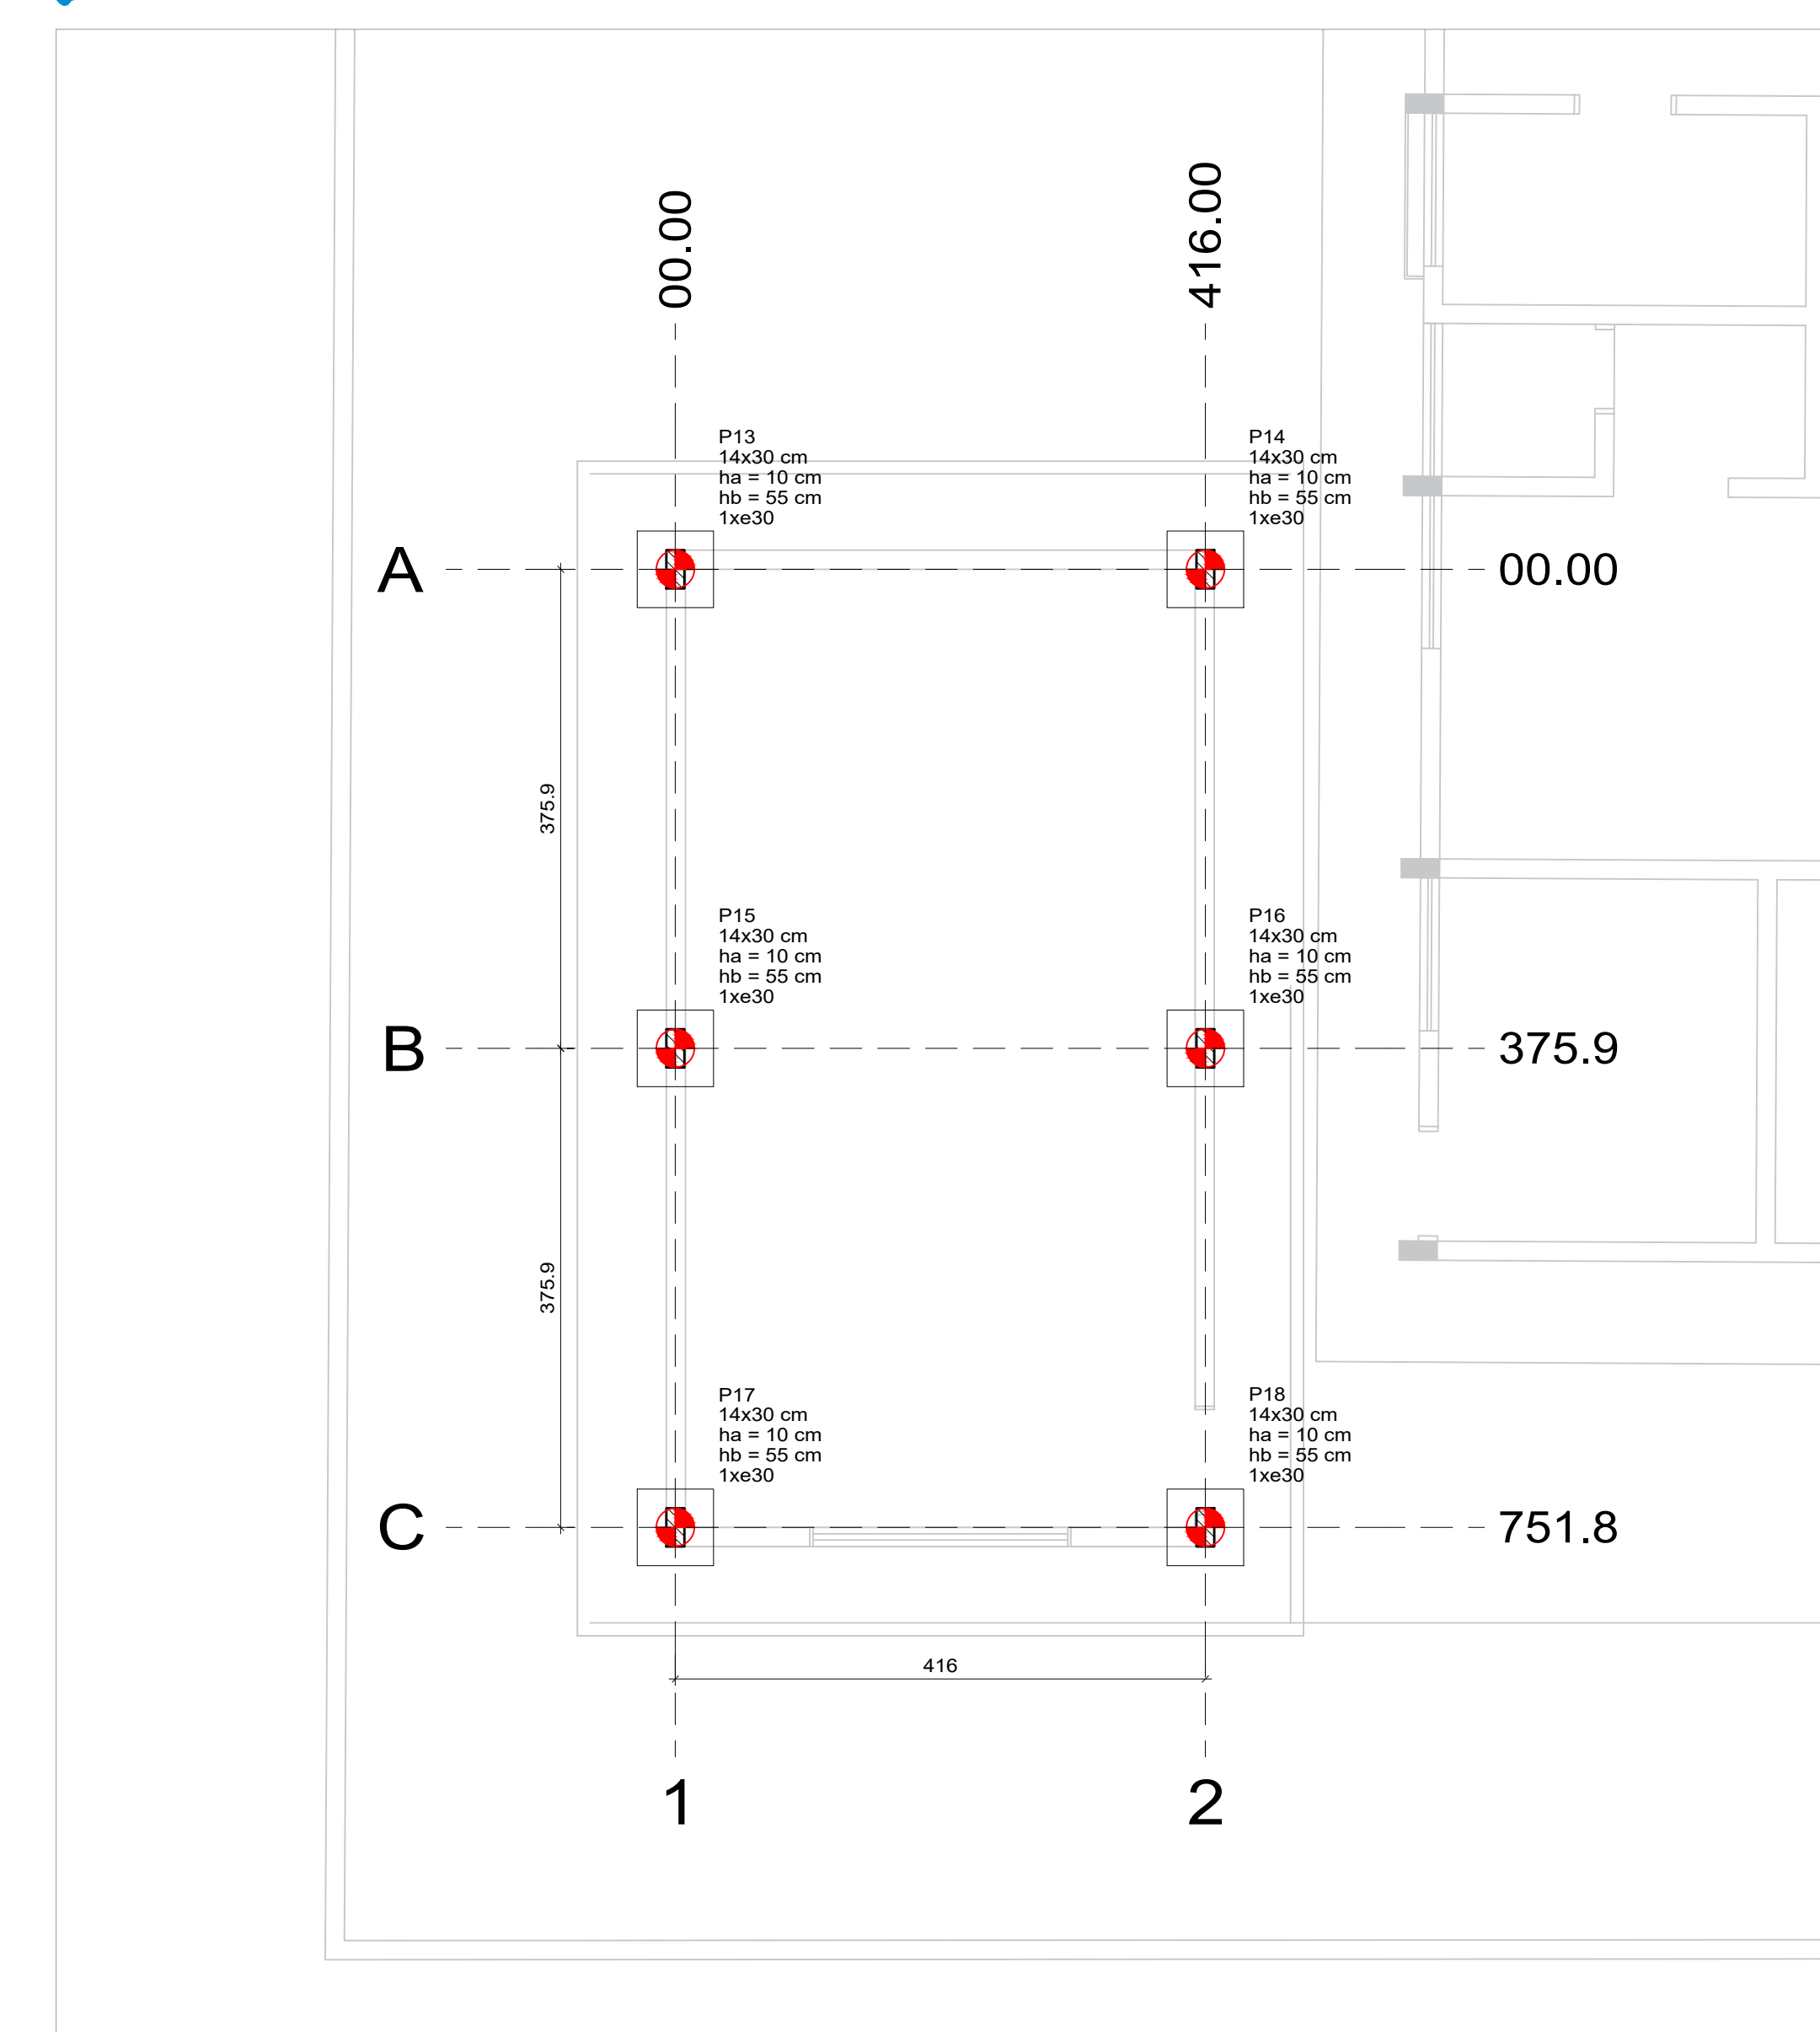 00.00
416.00
P13
14x30 cm
ha = 10 cm
hb = 55 cm
1xe30
P14
14x30 cm
ha = 10 cm
hb = 55 cm
1xe30
A
00.00
375.9
P15
14x30 cm
ha = 10 cm
hb = 55 cm
1xe30
P16
14x30 cm
ha = 10 cm
hb = 55 cm
1xe30
B
375.9
375.9
P17
14x30 cm
ha = 10 cm
hb = 55 cm
1xe30
P18
14x30 cm
ha = 10 cm
hb = 55 cm
1xe30
C
751.8
416
1
2